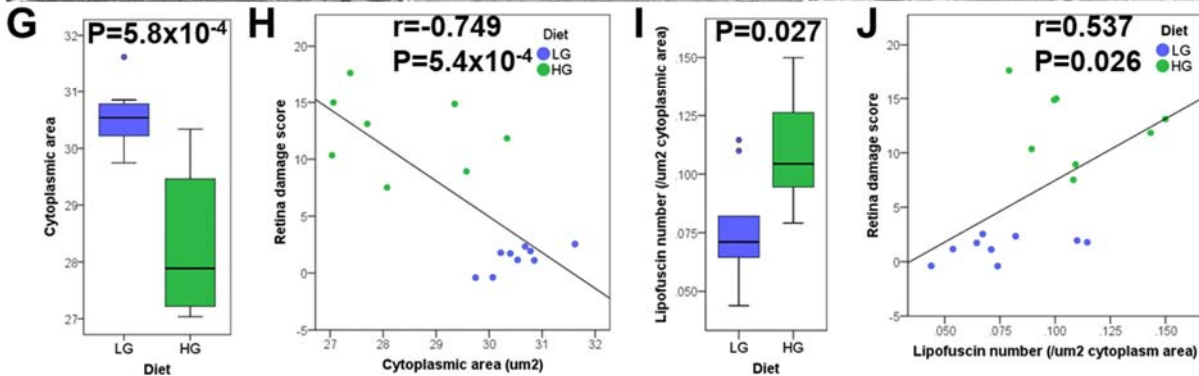 G
P=5.8x10-4
Cytoplasmic area
32
31
30
29
28
27
LG
HG
Diet
H
r=-0.749
P=5.4x10-4
Diet
LG
HG
Retina damage score
20
15
10
5
0
-5
27
28
29
30
31
32
Cytoplasmic area (um2)
I
P=0.027
Lipofuscin number (/um2 cytoplasmic area)
.150
.125
.100
.075
.050
LG
HG
Diet
J
r=0.537
P=0.026
Diet
LG
HG
Retina damage score
20
15
10
5
0
-5
.050
.075
.100
.125
.150
Lipofuscin number (/um2 cytoplasm area)